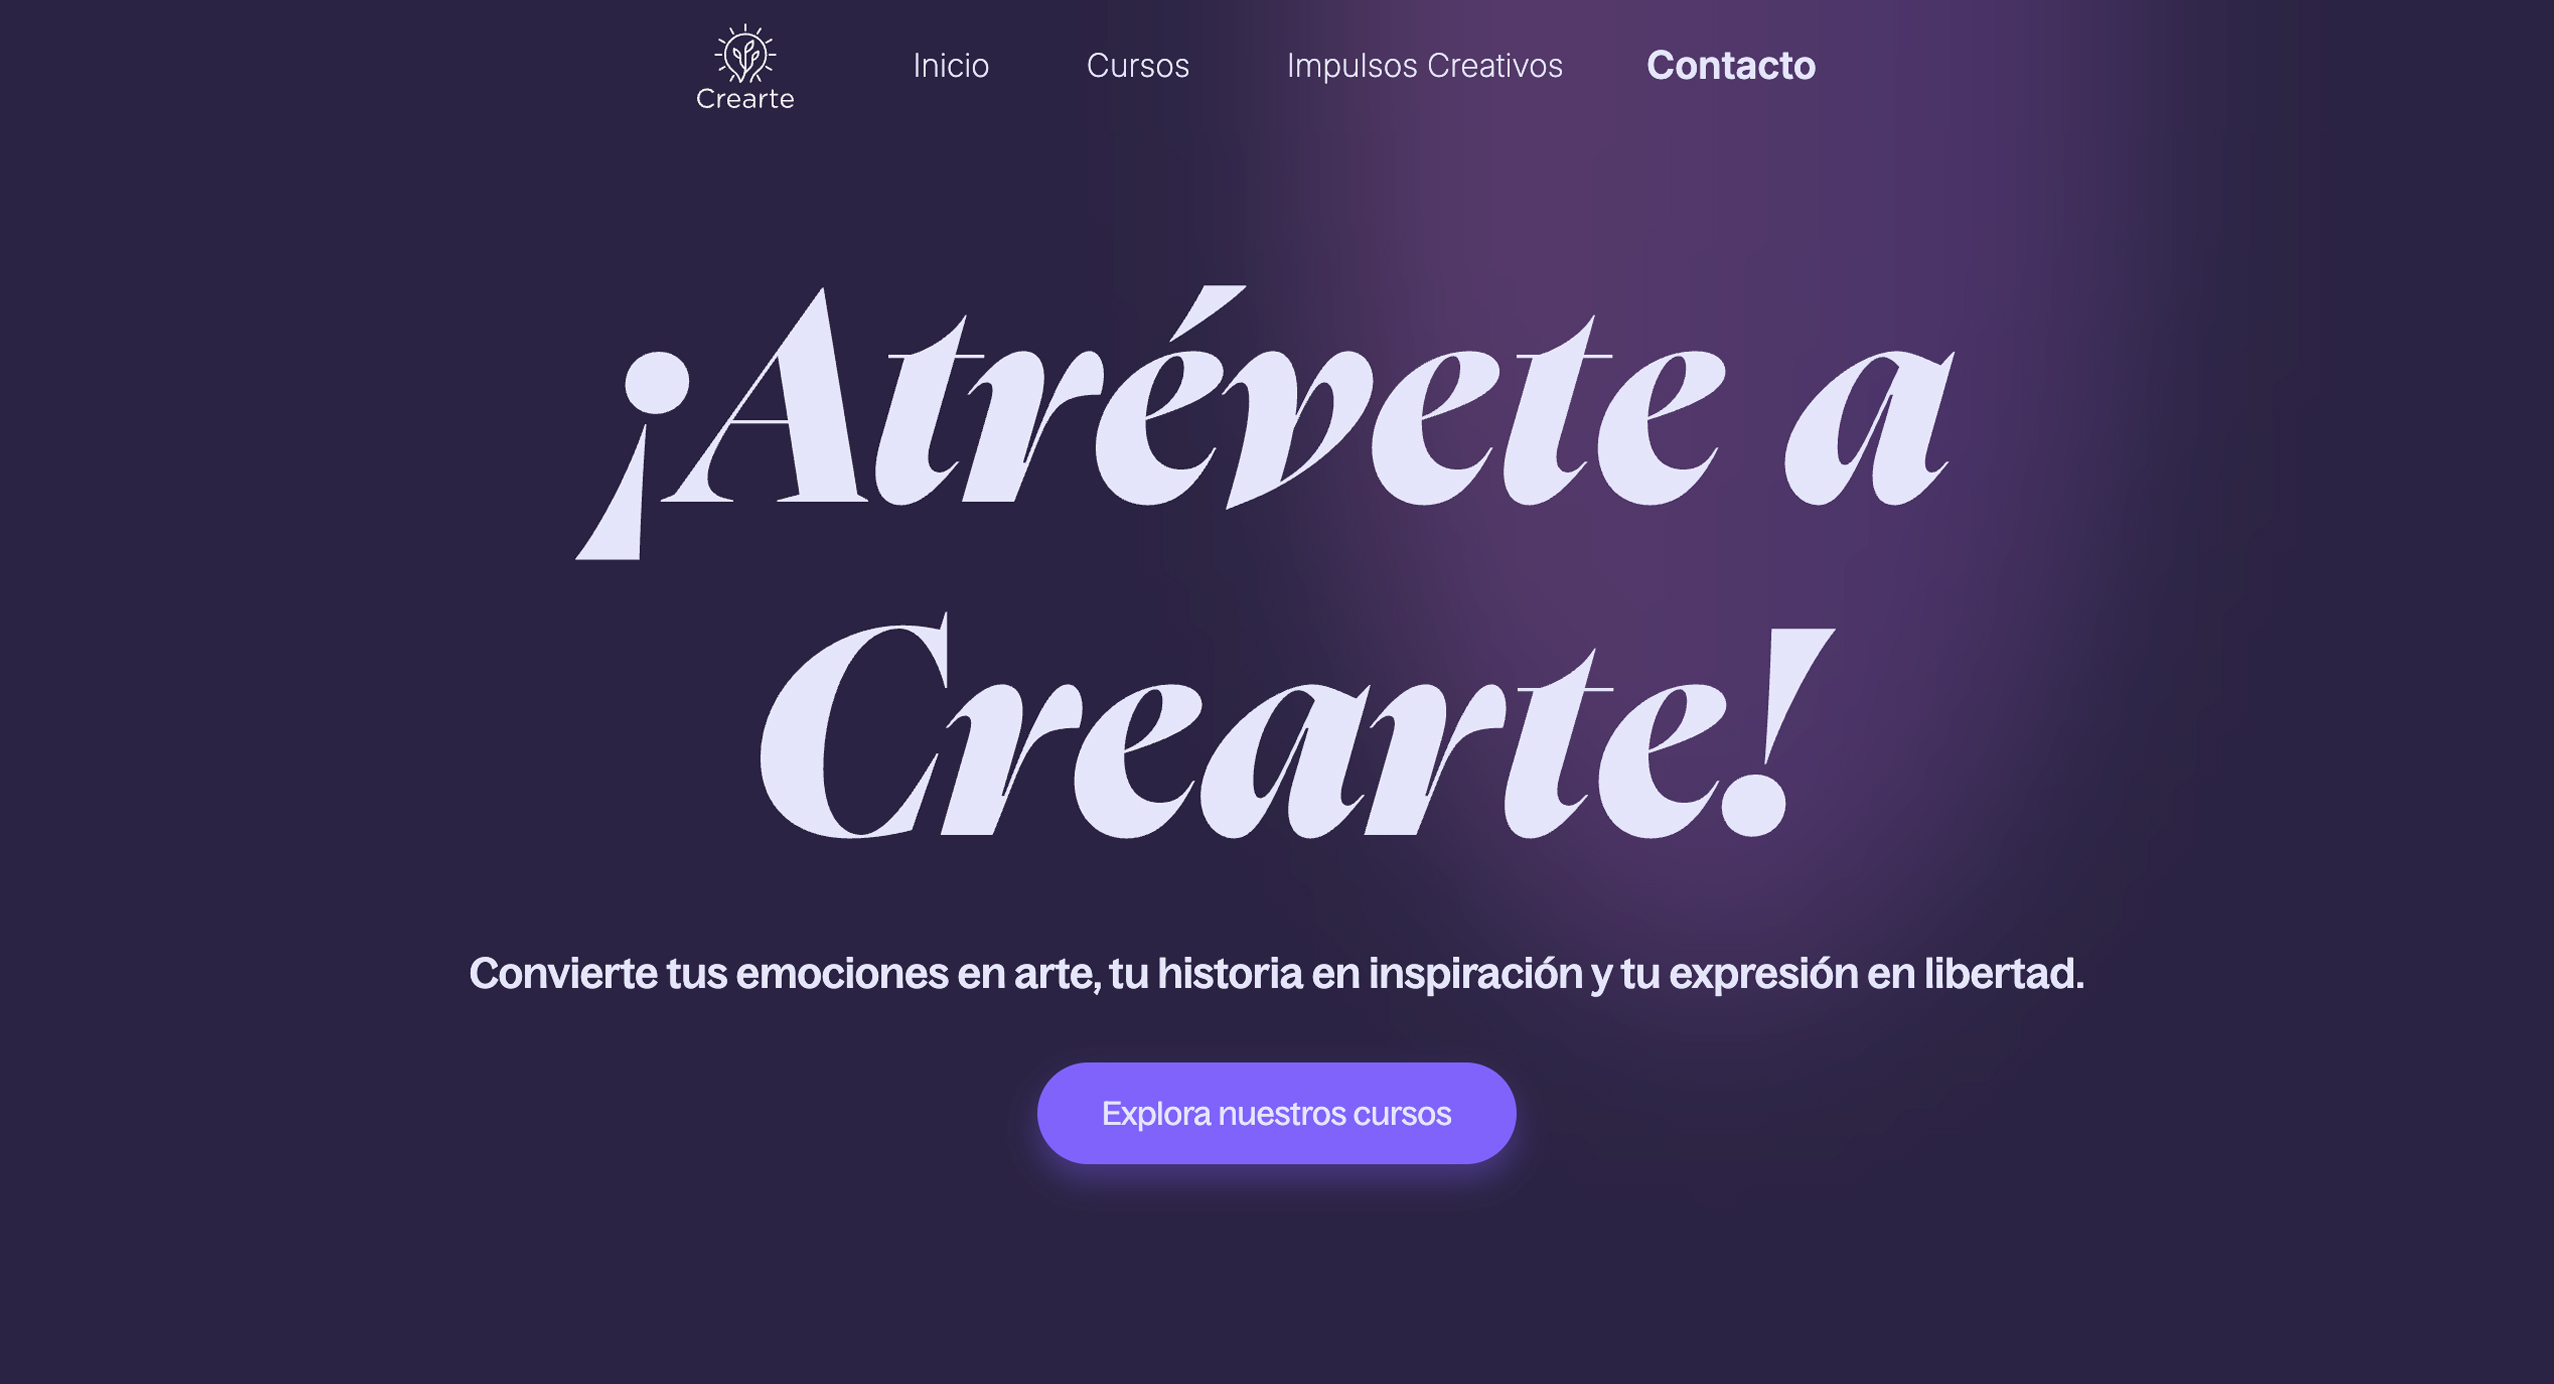 Crearte
Inicio
Cursos
Impulsos Creativos
Contacto
¡Atrévete a
Crearte!
Convierte tus emociones en arte, tu historia en inspiración y tu expresión en libertad.
Explora nuestros cursos